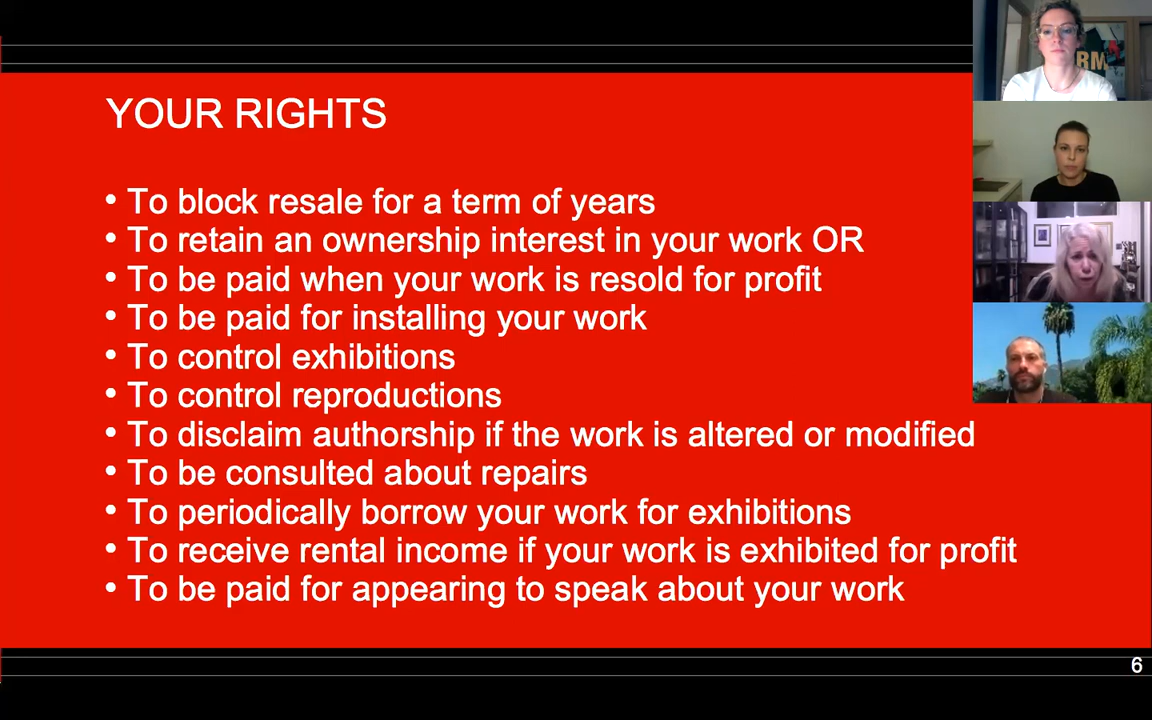 YOUR RIGHTS
• To block resale for a term of years
• To retain an ownership interest in your work OR
• To be paid when your work is resold for profit
• To be paid for installing your work
• To control exhibitions
• To control reproductions
• To disclaim authorship if the work is altered or modified
• To be consulted about repairs
• To periodically borrow your work for exhibitions
• To receive rental income if your work is exhibited for profit
• To be paid for appearing to speak about your work
6
RM